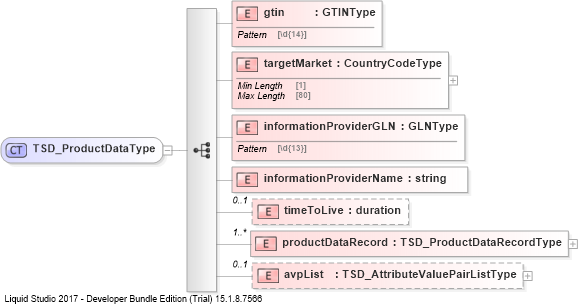 E gtin : GTINType
Pattern [\d{14}]
E targetMarket : CountryCodeType
Min Length [1]
Max Length [80]
E informationProviderGLN : GLNType
Pattern [\d{13}]
CT TSD_ProductDataType
E informationProviderName : string
0..1
E timeToLive : duration
1..*
E productDataRecord : TSD_ProductDataRecordType
0..1
E avpList : TSD_AttributeValuePairListType
Liquid Studio 2017 - Developer Bundle Edition (Trial) 15.1.8.7566